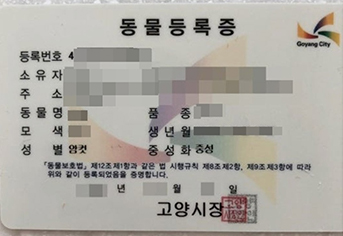 동물등록증
Goyang City
등록번호 4
소유자
주소
동물명 품종
모색 생년월
성별 암컷 중성화 중성
「동물보호법」 제12조제1항과 같은 법 시행규칙 제8조제2항, 제9조제3항에 따라
위와 같이 등록되었음을 증명합니다.
년 월 일
고양시장